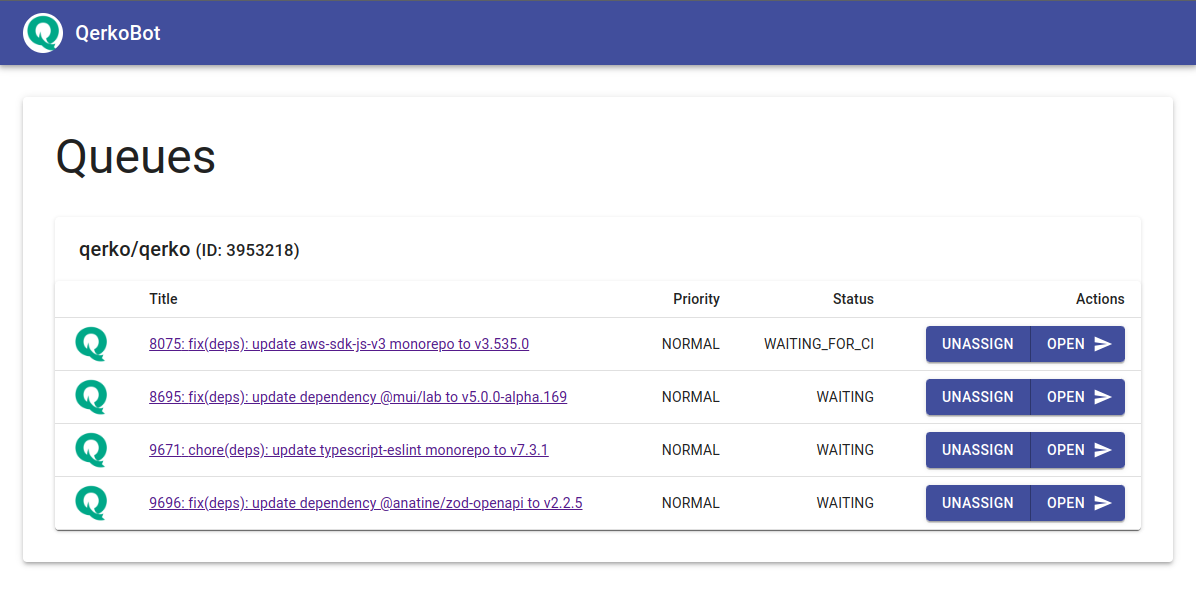 QerkoBot
Queues
qerko/qerko (ID: 3953218)
Title Priority Status Actions
8075: fix(deps): update aws-sdk-js-v3 monorepo to v3.535.0 NORMAL WAITING_FOR_CI UNASSIGN OPEN
8695: fix(deps): update dependency @mui/lab to v5.0.0-alpha.169 NORMAL WAITING UNASSIGN OPEN
9671: chore(deps): update typescript-eslint monorepo to v7.3.1 NORMAL WAITING UNASSIGN OPEN
9696: fix(deps): update dependency @anatine/zod-openapi to v2.2.5 NORMAL WAITING UNASSIGN OPEN